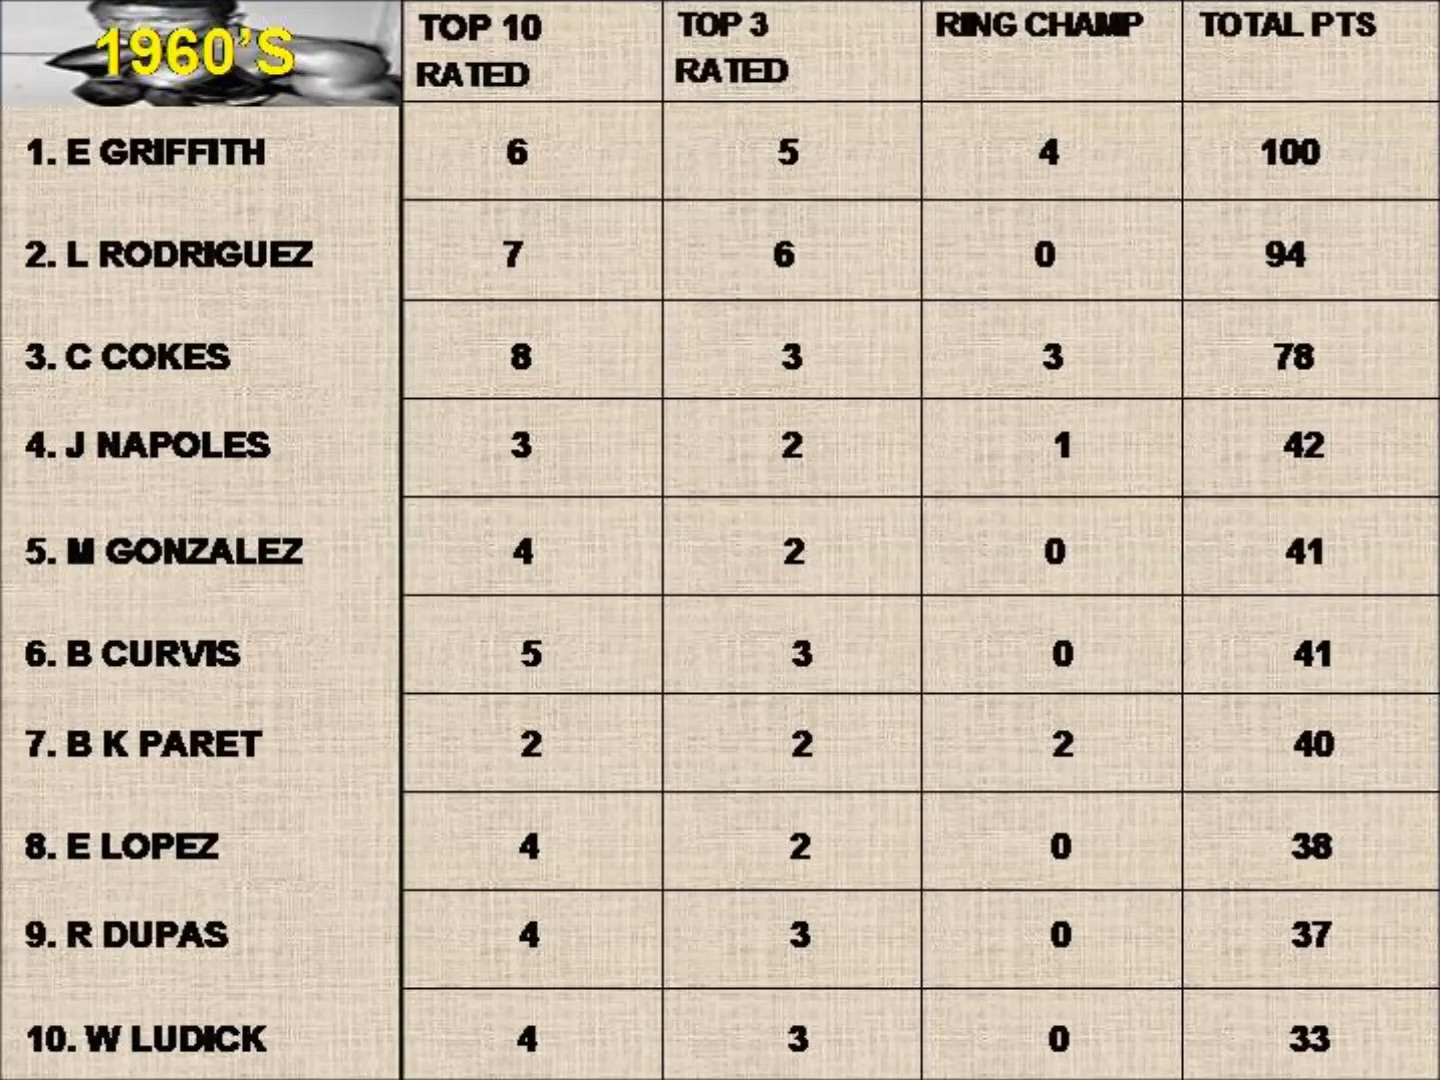 1960'S
TOP 10 RATED
TOP 3 RATED
RING CHAMP
TOTAL PTS
1. E GRIFFITH 6 5 4 100
2. L RODRIGUEZ 7 6 0 94
3. C COKES 8 3 3 78
4. J NAPOLES 3 2 1 42
5. M GONZALEZ 4 2 0 41
6. B CURVIS 5 3 0 41
7. B K PARET 2 2 2 40
8. E LOPEZ 4 2 0 38
9. R DUPAS 4 3 0 37
10. W LUDICK 4 3 0 33